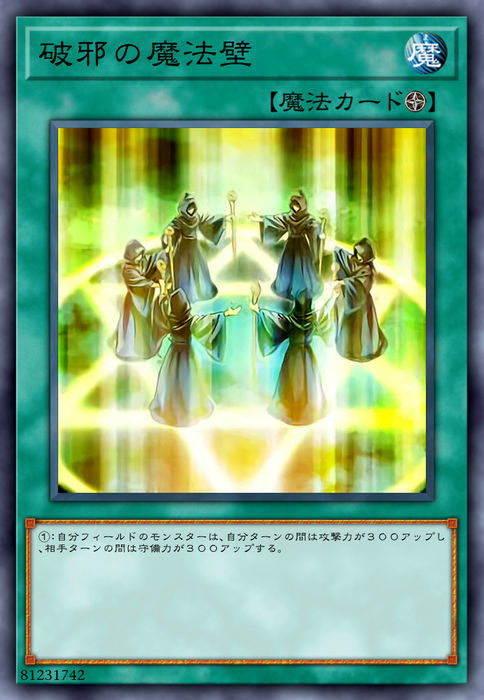 破邪の魔法壁
魔
【魔法カード】
①:自分フィールドのモンスターは、自分ターンの間は攻撃力が300アップし
、相手ターンの間は守備力が300アップする。
81231742